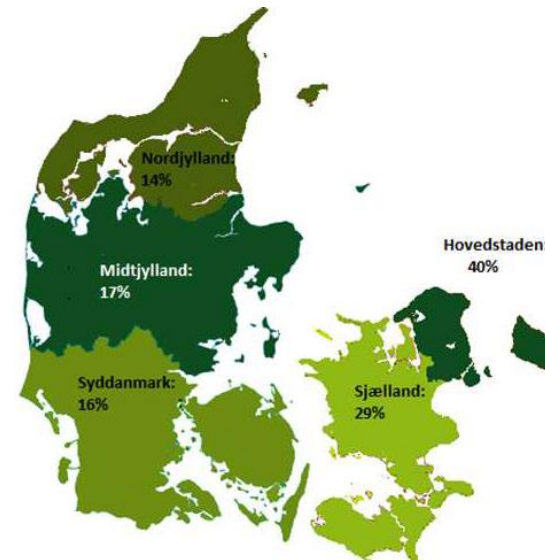 Nordjylland:
14%
Hovedstaden:
40%
Midtjylland:
17%
Syddanmark:
16%
Sjælland:
29%